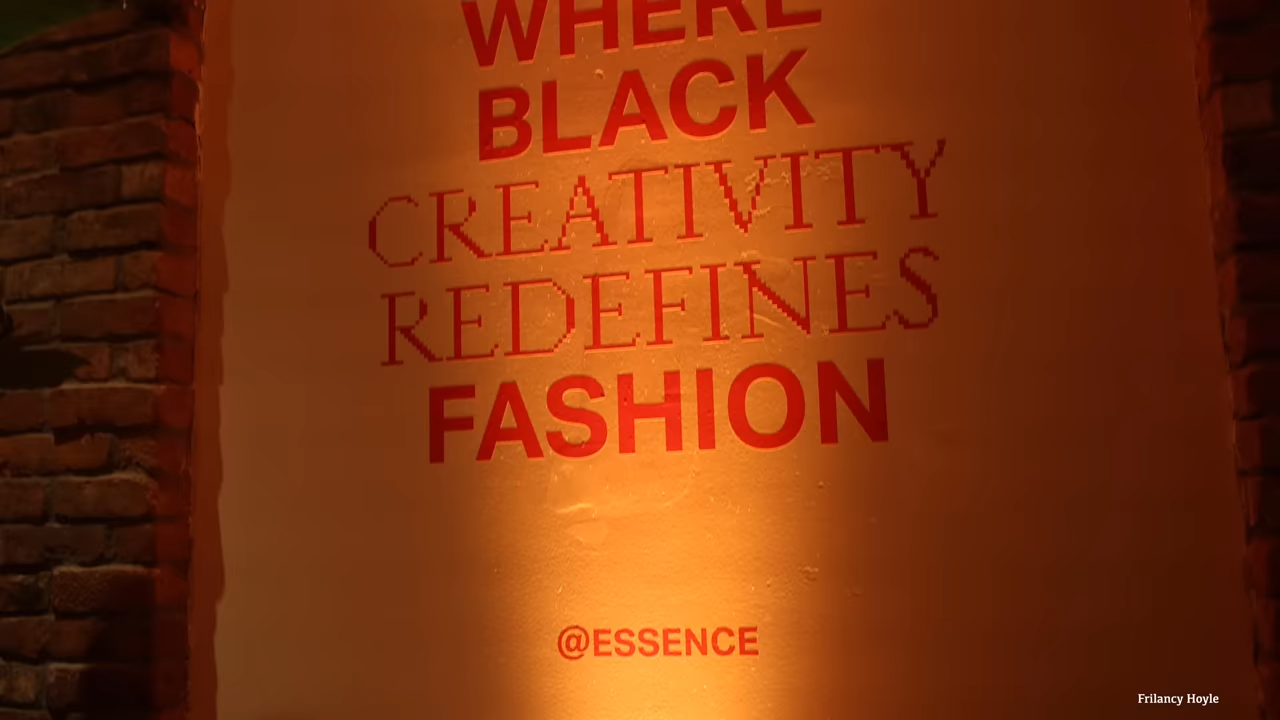 WHERE
BLACK
CREATIVITY
REDEFINES
FASHION
@ESSENCE
Frilancy Hoyle